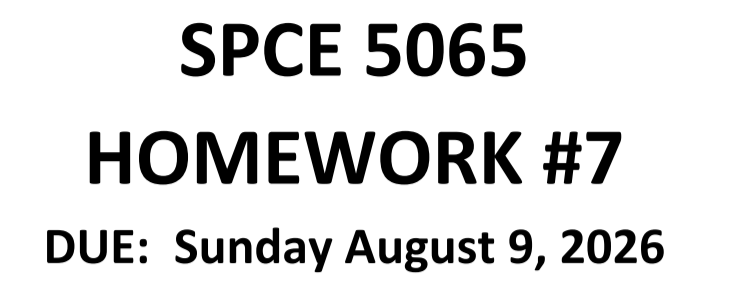 SPCE 5065
HOMEWORK #7
DUE:  Sunday August 9, 2026